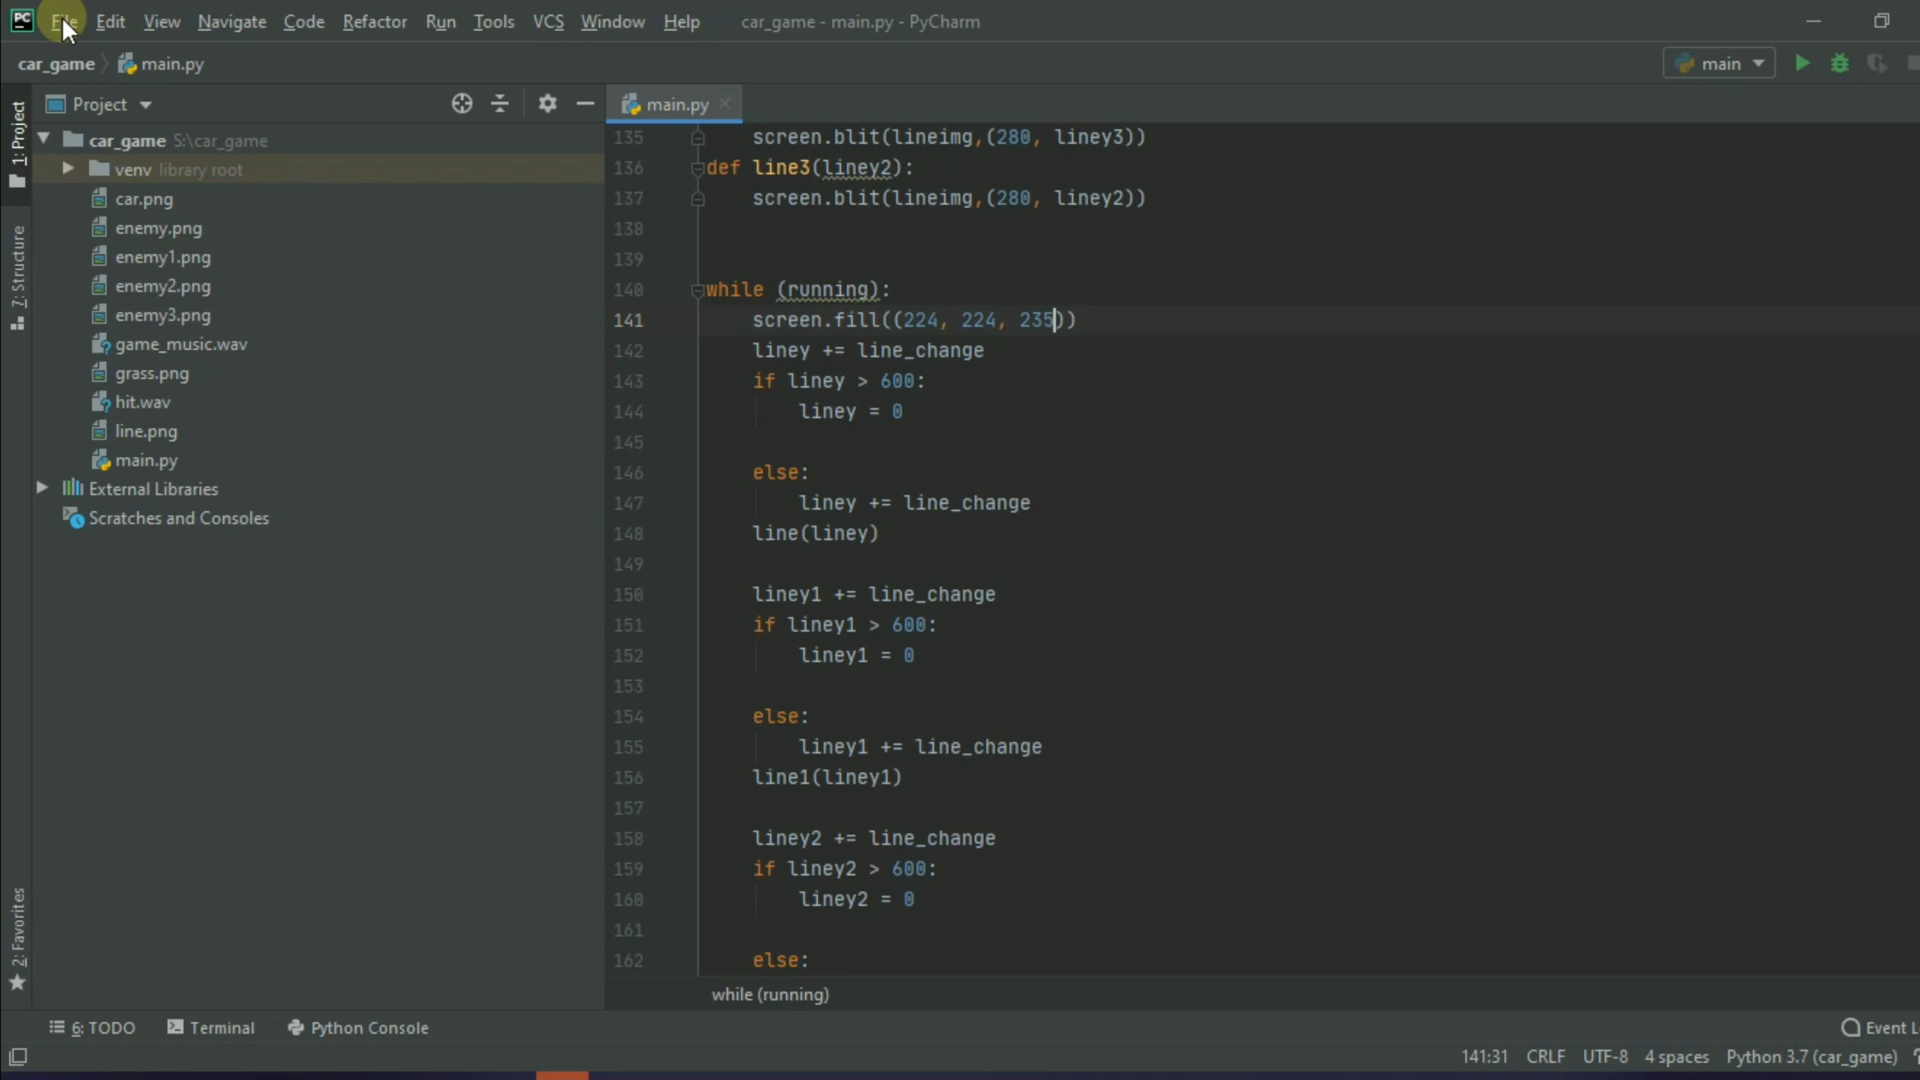 PC File Edit View Navigate Code Refactor Run Tools VCS Window Help car_game - main.py - PyCharm
car_game main.py main
Project main.py
1: Project
7: Structure
2: Favorites
car_game S:\car_game
venv library root
car.png
enemy.png
enemy1.png
enemy2.png
enemy3.png
game_music.wav
grass.png
hit.wav
line.png
main.py
External Libraries
Scratches and Consoles
135 screen.blit(lineimg,(280, liney3))
136 def line3(liney2):
137 screen.blit(lineimg,(280, liney2))
138
139
140 while (running):
141 screen.fill((224, 224, 235))
142 liney += line_change
143 if liney > 600:
144 liney = 0
145
146 else:
147 liney += line_change
148 line(liney)
149
150 liney1 += line_change
151 if liney1 > 600:
152 liney1 = 0
153
154 else:
155 liney1 += line_change
156 line1(liney1)
157
158 liney2 += line_change
159 if liney2 > 600:
160 liney2 = 0
161
162 else:
while (running)
6: TODO Terminal Python Console Event L
141:31 CRLF UTF-8 4 spaces Python 3.7 (car_game)